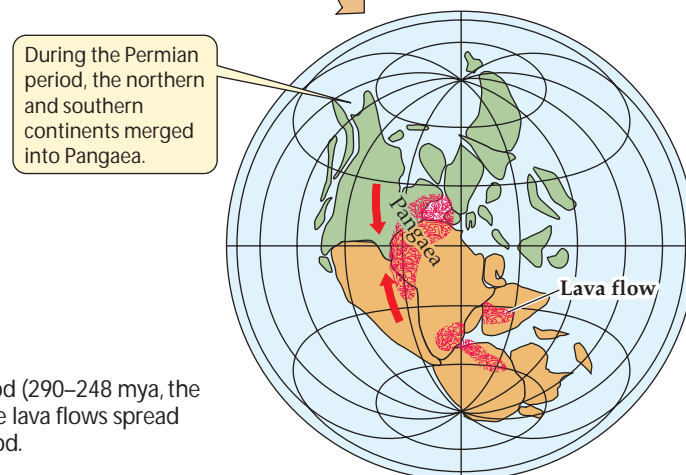 During the Permian
period, the northern
and southern
continents merged
into Pangaea.
Pangaea
Lava flow
od (290–248 mya, the
e lava flows spread
od.